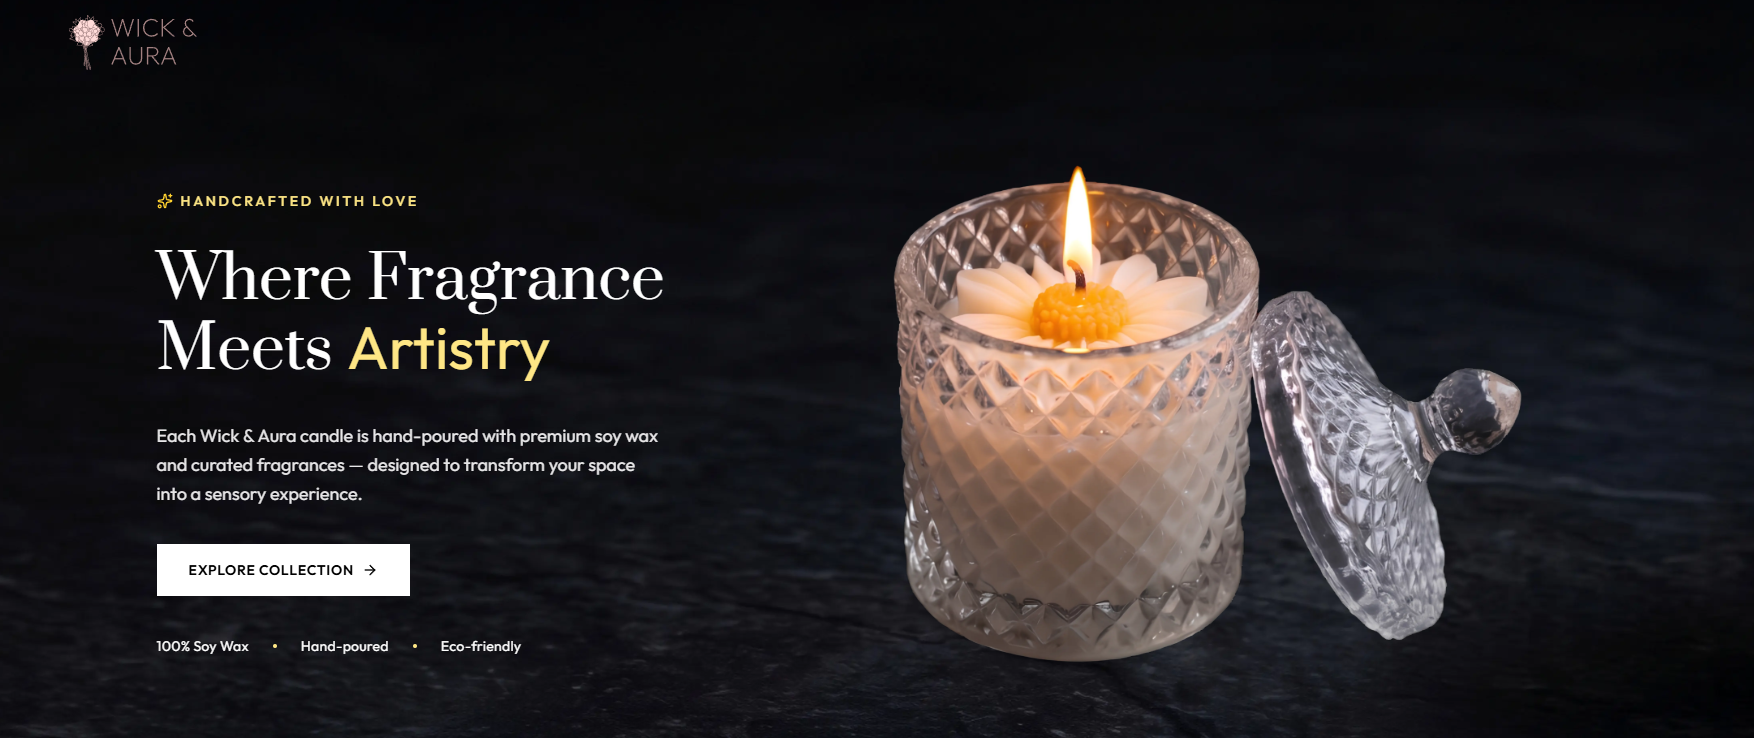 WICK &
AURA
HANDCRAFTED WITH LOVE
Where Fragrance
Meets Artistry
Each Wick & Aura candle is hand-poured with premium soy wax
and curated fragrances — designed to transform your space
into a sensory experience.
EXPLORE COLLECTION →
100% Soy Wax • Hand-poured • Eco-friendly